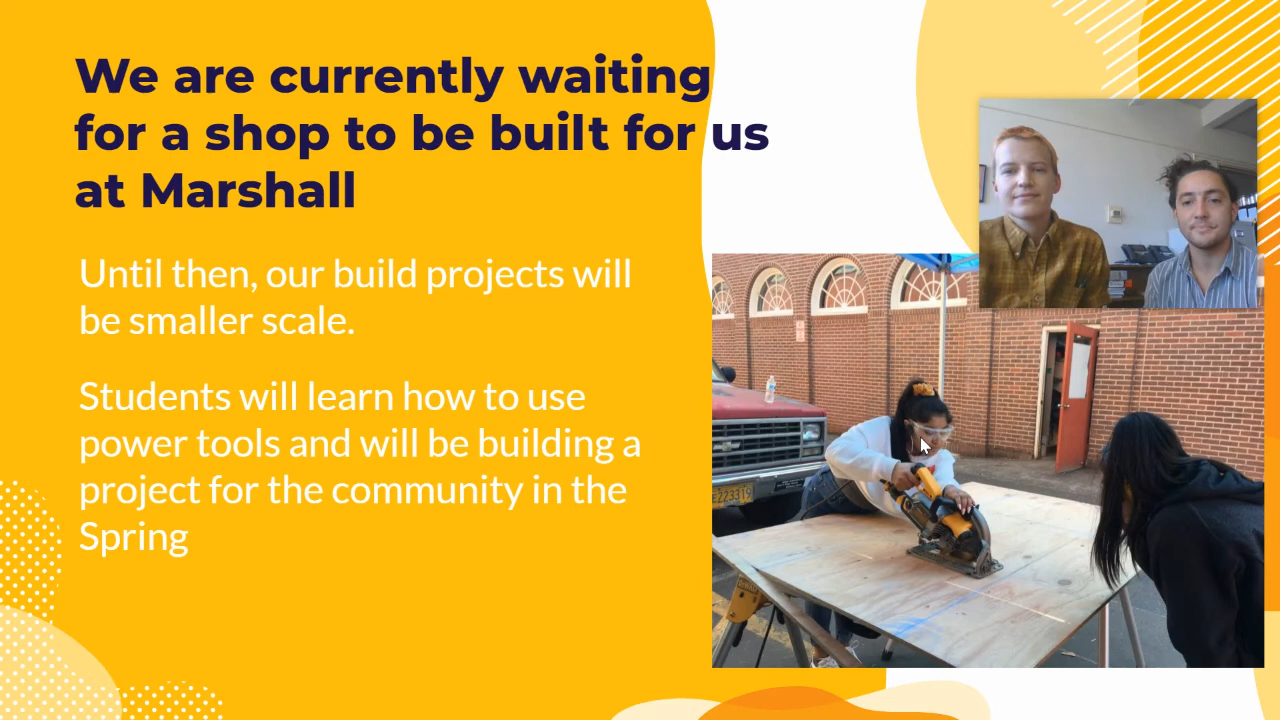 We are currently waiting
for a shop to be built for us
at Marshall
Until then, our build projects will
be smaller scale.
Students will learn how to use
power tools and will be building a
project for the community in the
Spring